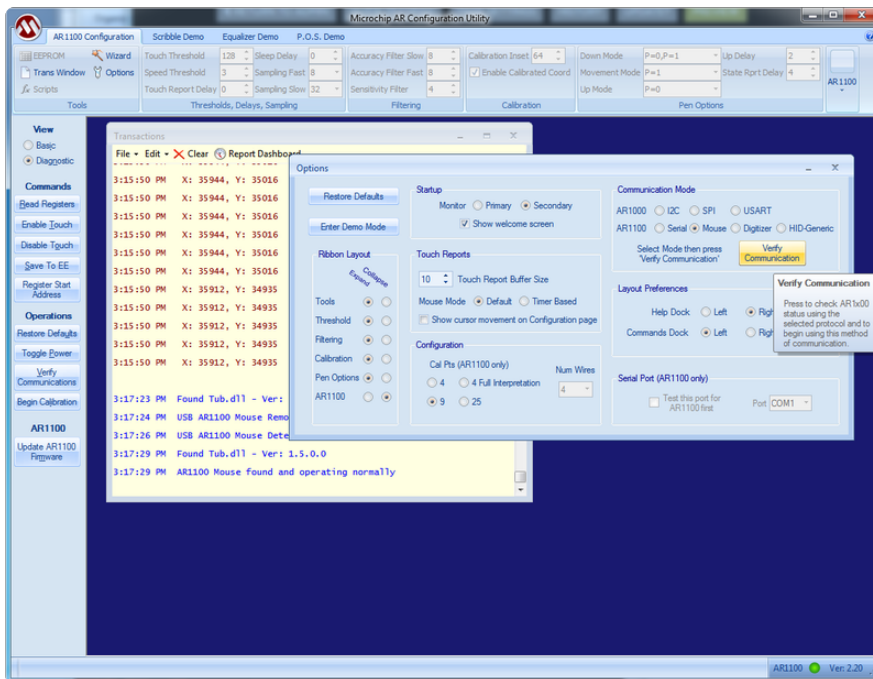 Microchip AR Configuration Utility
AR1100 Configuration Scribble Demo Equalizer Demo P.O.S. Demo
EEPROM Wizard Touch Threshold 128 Sleep Delay 0 Accuracy Filter Slow 8 Calibration Inset 64 Down Mode P=0,P=1 Up Delay 2
Trans Window Options Speed Threshold 3 Sampling Fast 8 Accuracy Filter Fast 8 Enable Calibrated Coord Movement Mode P=1 State Rprt Delay 4
Scripts Touch Report Delay 0 Sampling Slow 32 Sensitivity Filter 4 Up Mode P=0
AR1100
Tools Thresholds, Delays, Sampling Filtering Calibration Pen Options
View
Basic
Diagnostic
Commands
Read Registers
Enable Touch
Disable Touch
Save To EE
Register Start
Address
Operations
Restore Defaults
Toggle Power
Verify
Communications
Begin Calibration
AR1100
Update AR1100
Firmware
Transactions
File Edit Clear Report Dashboard
3:15:50 PM X: 35944, Y: 35016
3:15:50 PM X: 35944, Y: 35016
3:15:50 PM X: 35944, Y: 35016
3:15:50 PM X: 35944, Y: 35016
3:15:50 PM X: 35944, Y: 35016
3:15:50 PM X: 35944, Y: 35016
3:15:50 PM X: 35912, Y: 34935
3:15:50 PM X: 35912, Y: 34935
3:15:50 PM X: 35912, Y: 34935
3:15:50 PM X: 35912, Y: 34935
3:15:50 PM X: 35912, Y: 34935
3:17:23 PM Found Tub.dll - Ver:
3:17:24 PM USB AR1100 Mouse Remo
3:17:26 PM USB AR1100 Mouse Dete
3:17:29 PM Found Tub.dll - Ver: 1.5.0.0
3:17:29 PM AR1100 Mouse found and operating normally
Options
Restore Defaults
Enter Demo Mode
Ribbon Layout
Expand Collapse
Tools
Threshold
Filtering
Calibration
Pen Options
AR1100
Startup
Monitor Primary Secondary
Show welcome screen
Touch Reports
10 Touch Report Buffer Size
Mouse Mode Default Timer Based
Show cursor movement on Configuration page
Configuration
Cal Pts (AR1100 only) Num Wires
4 4 Full Interpretation 4
9 25
Communication Mode
AR1000 I2C SPI USART
AR1100 Serial Mouse Digitizer HID-Generic
Select Mode then press
'Verify Communication'
Verify
Communication
Layout Preferences
Help Dock Left Righ
Commands Dock Left Righ
Serial Port (AR1100 only)
Test this port for
AR1100 first
Port COM1
Verify Communication
Press to check AR1x00
status using the
selected protocol and to
begin using this method
of communication.
AR1100 Ver: 2.20